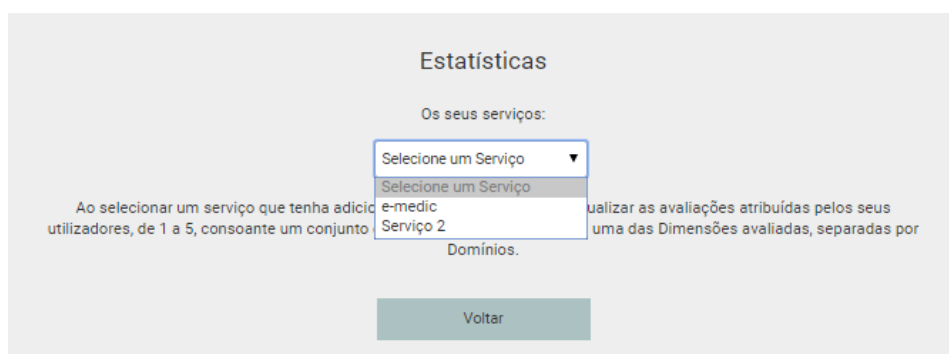 Estatísticas
Os seus serviços:
Selecione um Serviço
Selecione um Serviço
e-medic
Serviço 2
Ao selecionar um serviço que tenha adicio ualizar as avaliações atribuídas pelos seus
utilizadores, de 1 a 5, consoante um conjunto uma das Dimensões avaliadas, separadas por
Domínios.
Voltar